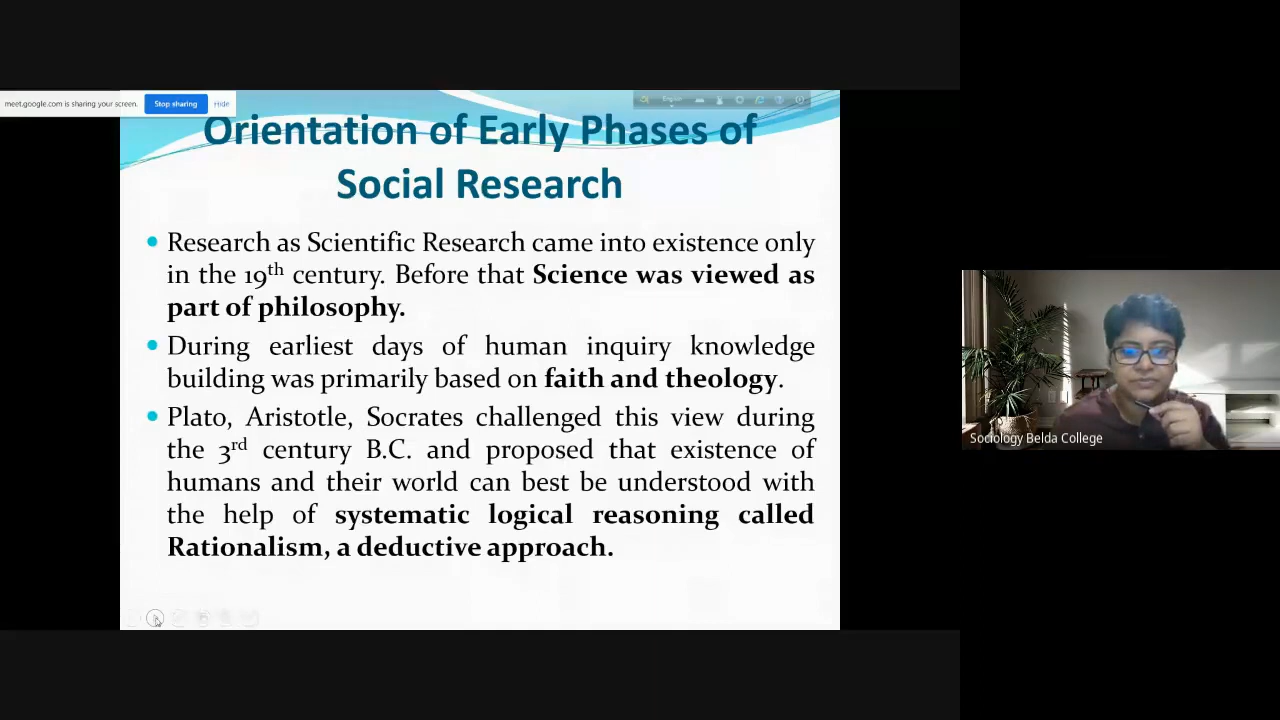 meet.google.com is sharing your screen. Stop sharing Hide
Orientation of Early Phases of
Social Research
Research as Scientific Research came into existence only
in the 19th century. Before that Science was viewed as
part of philosophy.
During earliest days of human inquiry knowledge
building was primarily based on faith and theology.
Plato, Aristotle, Socrates challenged this view during
the 3rd century B.C. and proposed that existence of
humans and their world can best be understood with
the help of systematic logical reasoning called
Rationalism, a deductive approach.
Sociology Belda College